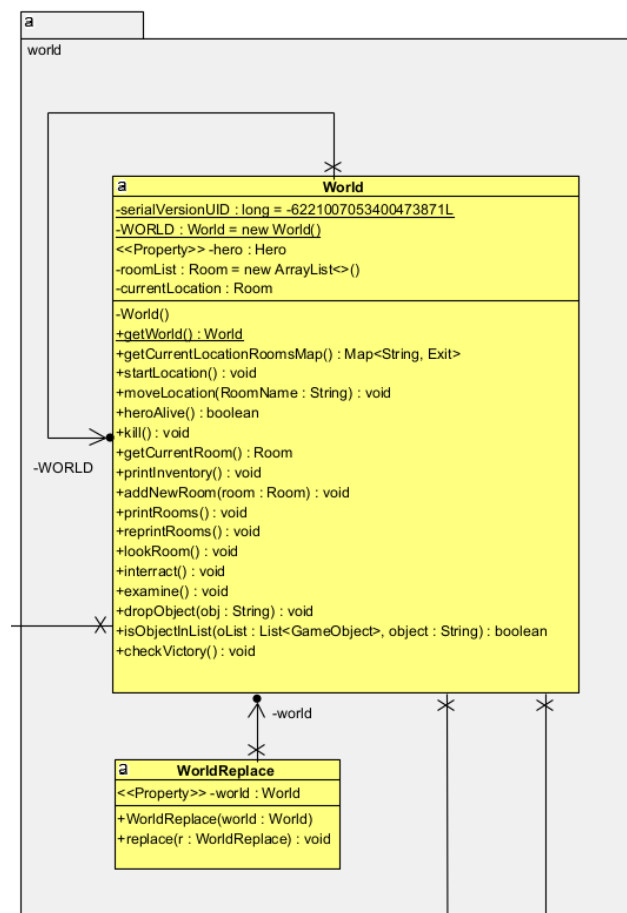 a
world
a
World
-serialVersionUID : long = -6221007053400473871L
-WORLD : World = new World()
<<Property>> -hero : Hero
-roomList : Room = new ArrayList<>()
-currentLocation : Room
-World()
+getWorld() : World
+getCurrentLocationRoomsMap() : Map<String, Exit>
+startLocation() : void
+moveLocation(RoomName : String) : void
+heroAlive() : boolean
+kill() : void
+getCurrentRoom() : Room
-WORLD
+printInventory() : void
+addNewRoom(room : Room) : void
+printRooms() : void
+reprintRooms() : void
+lookRoom() : void
+interract() : void
+examine() : void
+dropObject(obj : String) : void
+isObjectInList(oList : List<GameObject>, object : String) : boolean
+checkVictory() : void
-world
a
WorldReplace
<<Property>> -world : World
+WorldReplace(world : World)
+replace(r : WorldReplace) : void